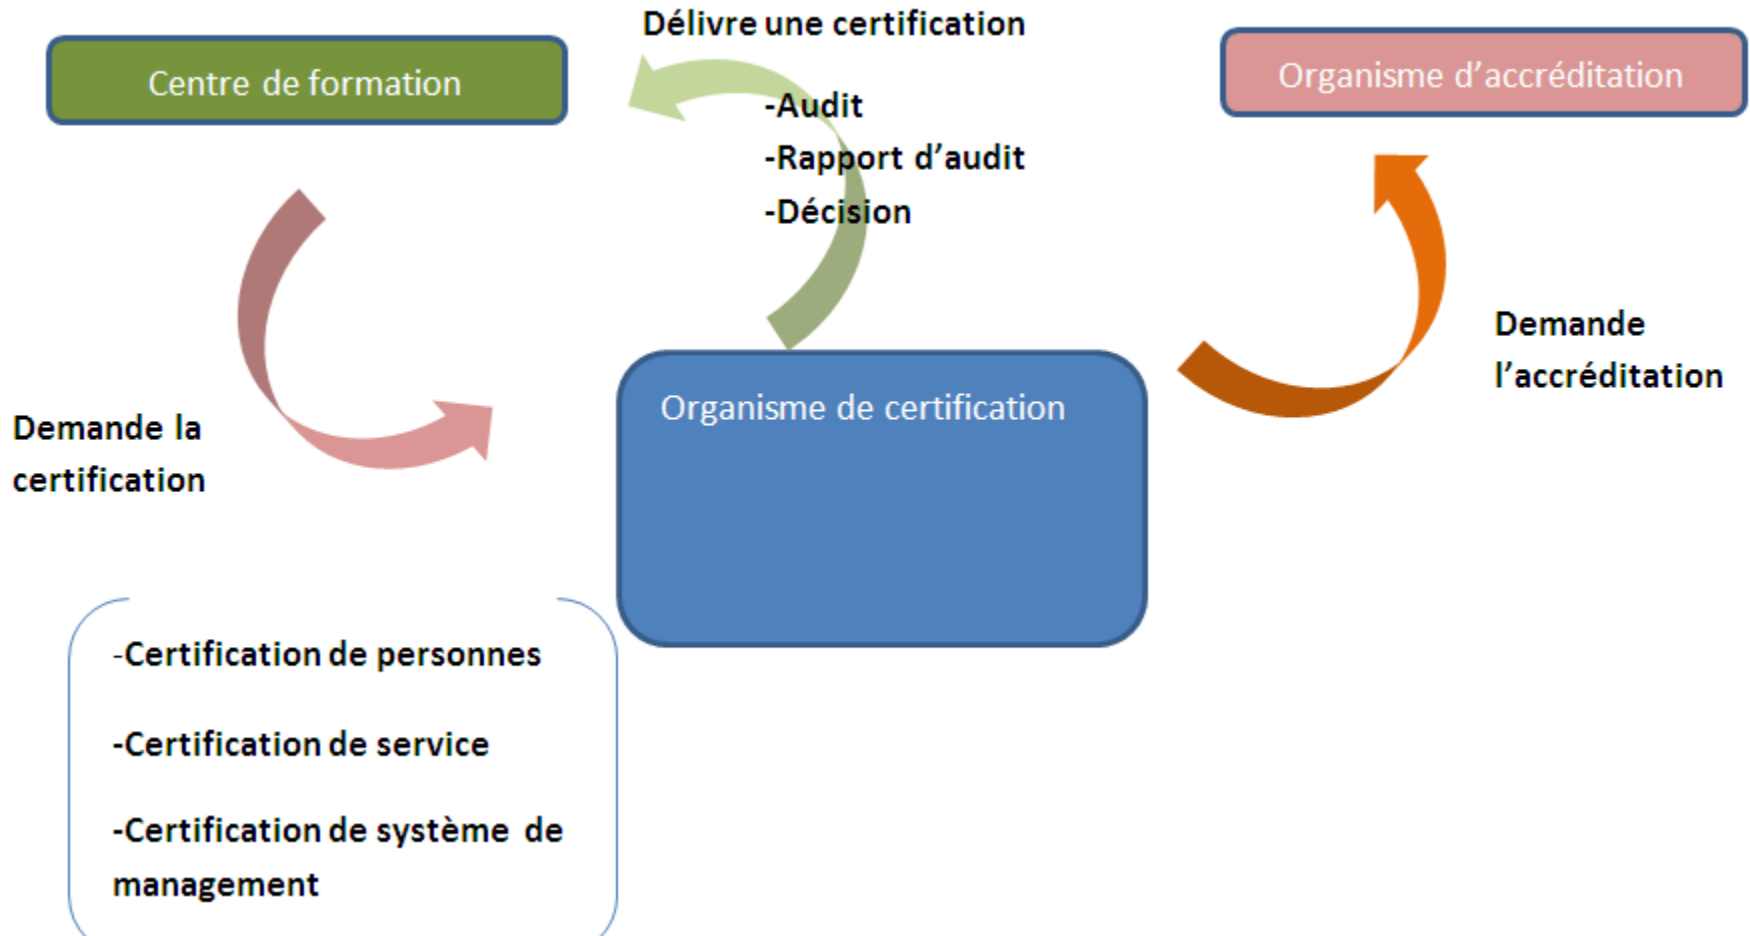 Délivre une certification
Centre de formation
Organisme d’accréditation
-Audit
-Rapport d’audit
-Décision
Demande
l’accréditation
Organisme de certification
Demande la
certification
-Certification de personnes
-Certification de service
-Certification de système de
management